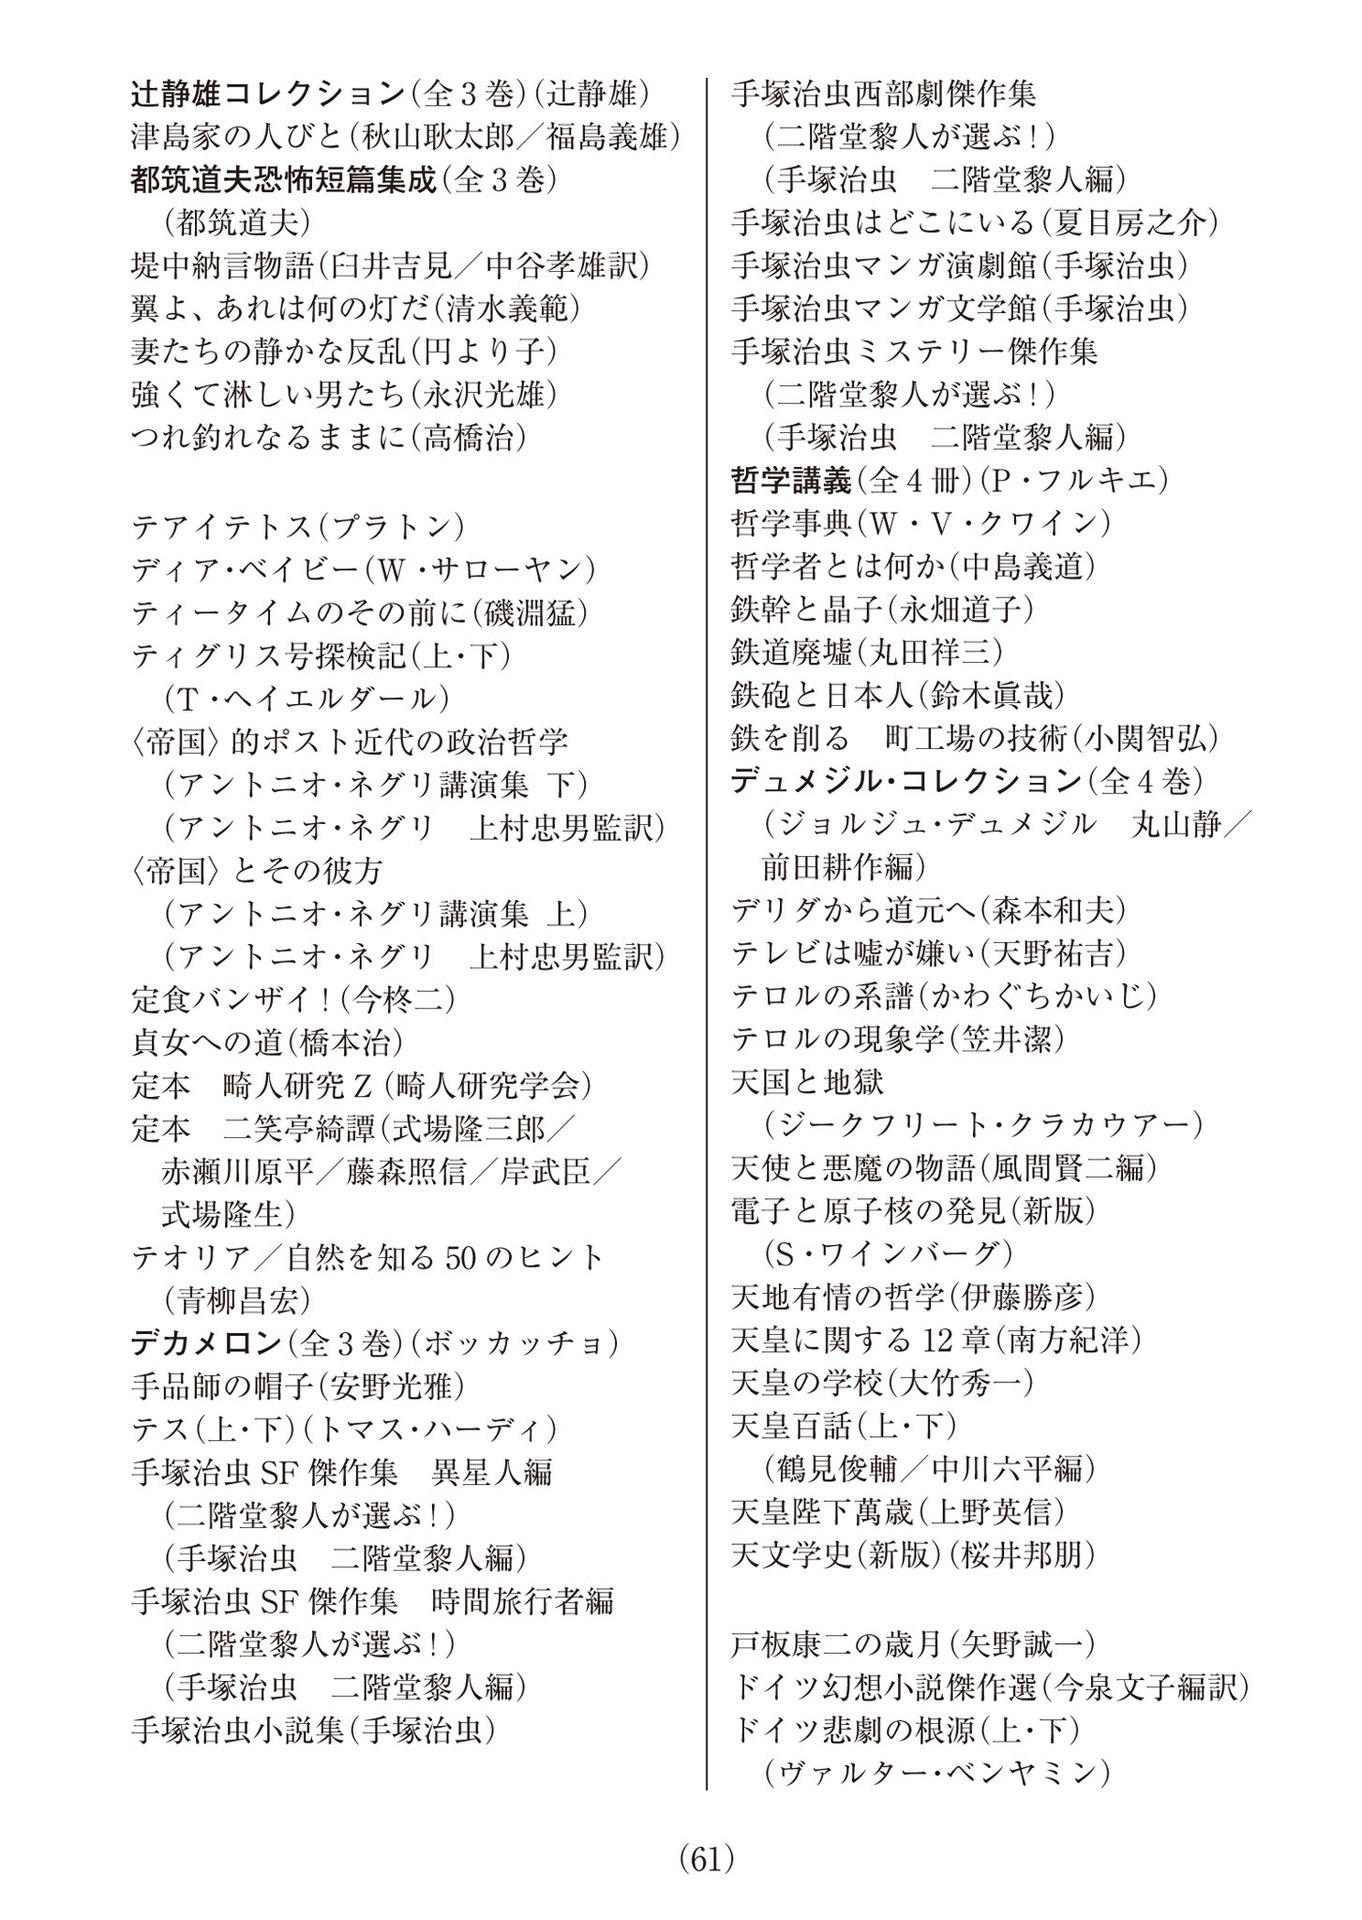 辻静雄コレクション(全3巻)(辻静雄)
津島家の人びと(秋山耿太郎／福島義雄)
都筑道夫恐怖短篇集成(全3巻)
(都筑道夫)
堤中納言物語(臼井吉見／中谷孝雄訳)
翼よ、あれは何の灯だ(清水義範)
妻たちの静かな反乱(円より子)
強くて淋しい男たち(永沢光雄)
つれ釣れなるままに(高橋治)
テアイテトス(プラトン)
ディア・ベイビー(W・サローヤン)
ティータイムのその前に(磯淵猛)
ティグリス号探検記(上・下)
(T・ヘイエルダール)
〈帝国〉的ポスト近代の政治哲学
(アントニオ・ネグリ講演集 下)
(アントニオ・ネグリ　上村忠男監訳)
〈帝国〉とその彼方
(アントニオ・ネグリ講演集 上)
(アントニオ・ネグリ　上村忠男監訳)
定食バンザイ！(今柊二)
貞女への道(橋本治)
定本　畸人研究Z(畸人研究学会)
定本　二笑亭綺譚(式場隆三郎／
赤瀬川原平／藤森照信／岸武臣／
式場隆生)
テオリア／自然を知る50のヒント
(青柳昌宏)
デカメロン(全3巻)(ボッカッチョ)
手品師の帽子(安野光雅)
テス(上・下)(トマス・ハーディ)
手塚治虫SF傑作集　異星人編
(二階堂黎人が選ぶ！)
(手塚治虫　二階堂黎人編)
手塚治虫SF傑作集　時間旅行者編
(二階堂黎人が選ぶ！)
(手塚治虫　二階堂黎人編)
手塚治虫小説集(手塚治虫)
手塚治虫西部劇傑作集
(二階堂黎人が選ぶ！)
(手塚治虫　二階堂黎人編)
手塚治虫はどこにいる(夏目房之介)
手塚治虫マンガ演劇館(手塚治虫)
手塚治虫マンガ文学館(手塚治虫)
手塚治虫ミステリー傑作集
(二階堂黎人が選ぶ！)
(手塚治虫　二階堂黎人編)
哲学講義(全4冊)(P・フルキエ)
哲学事典(W・V・クワイン)
哲学者とは何か(中島義道)
鉄幹と晶子(永畑道子)
鉄道廃墟(丸田祥三)
鉄砲と日本人(鈴木眞哉)
鉄を削る　町工場の技術(小関智弘)
デュメジル・コレクション(全4巻)
(ジョルジュ・デュメジル　丸山静／
前田耕作編)
デリダから道元へ(森本和夫)
テレビは嘘が嫌い(天野祐吉)
テロルの系譜(かわぐちかいじ)
テロルの現象学(笠井潔)
天国と地獄
(ジークフリート・クラカウアー)
天使と悪魔の物語(風間賢二編)
電子と原子核の発見(新版)
(S・ワインバーグ)
天地有情の哲学(伊藤勝彦)
天皇に関する12章(南方紀洋)
天皇の学校(大竹秀一)
天皇百話(上・下)
(鶴見俊輔／中川六平編)
天皇陛下萬歳(上野英信)
天文学史(新版)(桜井邦朋)
戸板康二の歳月(矢野誠一)
ドイツ幻想小説傑作選(今泉文子編訳)
ドイツ悲劇の根源(上・下)
(ヴァルター・ベンヤミン)
(61)